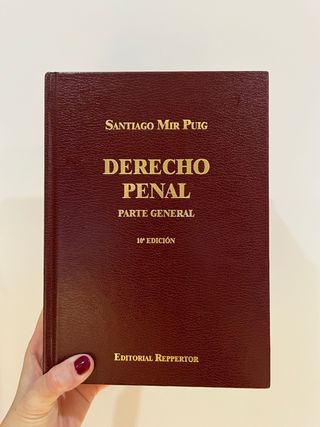 SANTIAGO MIR PUIG
DERECHO
PENAL
PARTE GENERAL
10ª EDICIÓN
EDITORIAL REPPERTOR